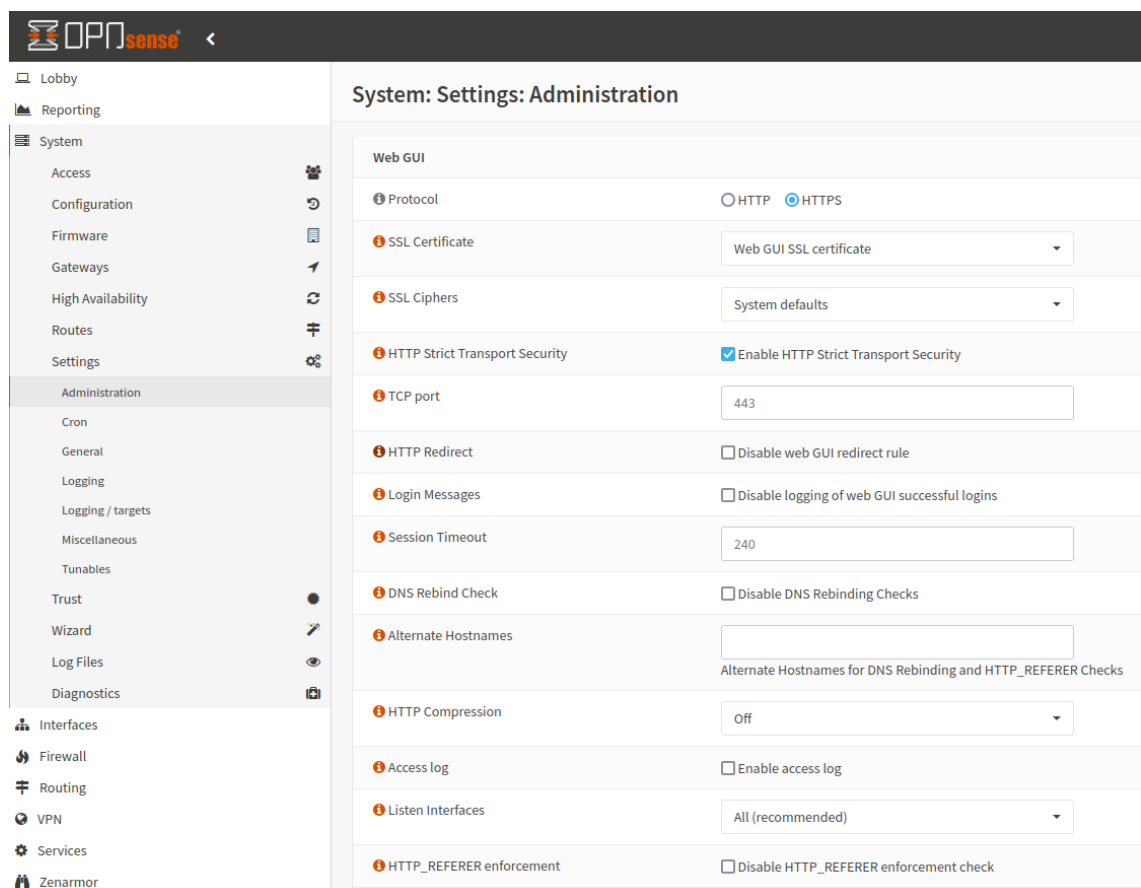 OPNsense®
Lobby
Reporting
System
Access
Configuration
Firmware
Gateways
High Availability
Routes
Settings
Administration
Cron
General
Logging
Logging / targets
Miscellaneous
Tunables
Trust
Wizard
Log Files
Diagnostics
Interfaces
Firewall
Routing
VPN
Services
Zenarmor
System: Settings: Administration
Web GUI
Protocol HTTP HTTPS
SSL Certificate Web GUI SSL certificate
SSL Ciphers System defaults
HTTP Strict Transport Security Enable HTTP Strict Transport Security
TCP port 443
HTTP Redirect Disable web GUI redirect rule
Login Messages Disable logging of web GUI successful logins
Session Timeout 240
DNS Rebind Check Disable DNS Rebinding Checks
Alternate Hostnames
Alternate Hostnames for DNS Rebinding and HTTP_REFERER Checks
HTTP Compression Off
Access log Enable access log
Listen Interfaces All (recommended)
HTTP_REFERER enforcement Disable HTTP_REFERER enforcement check